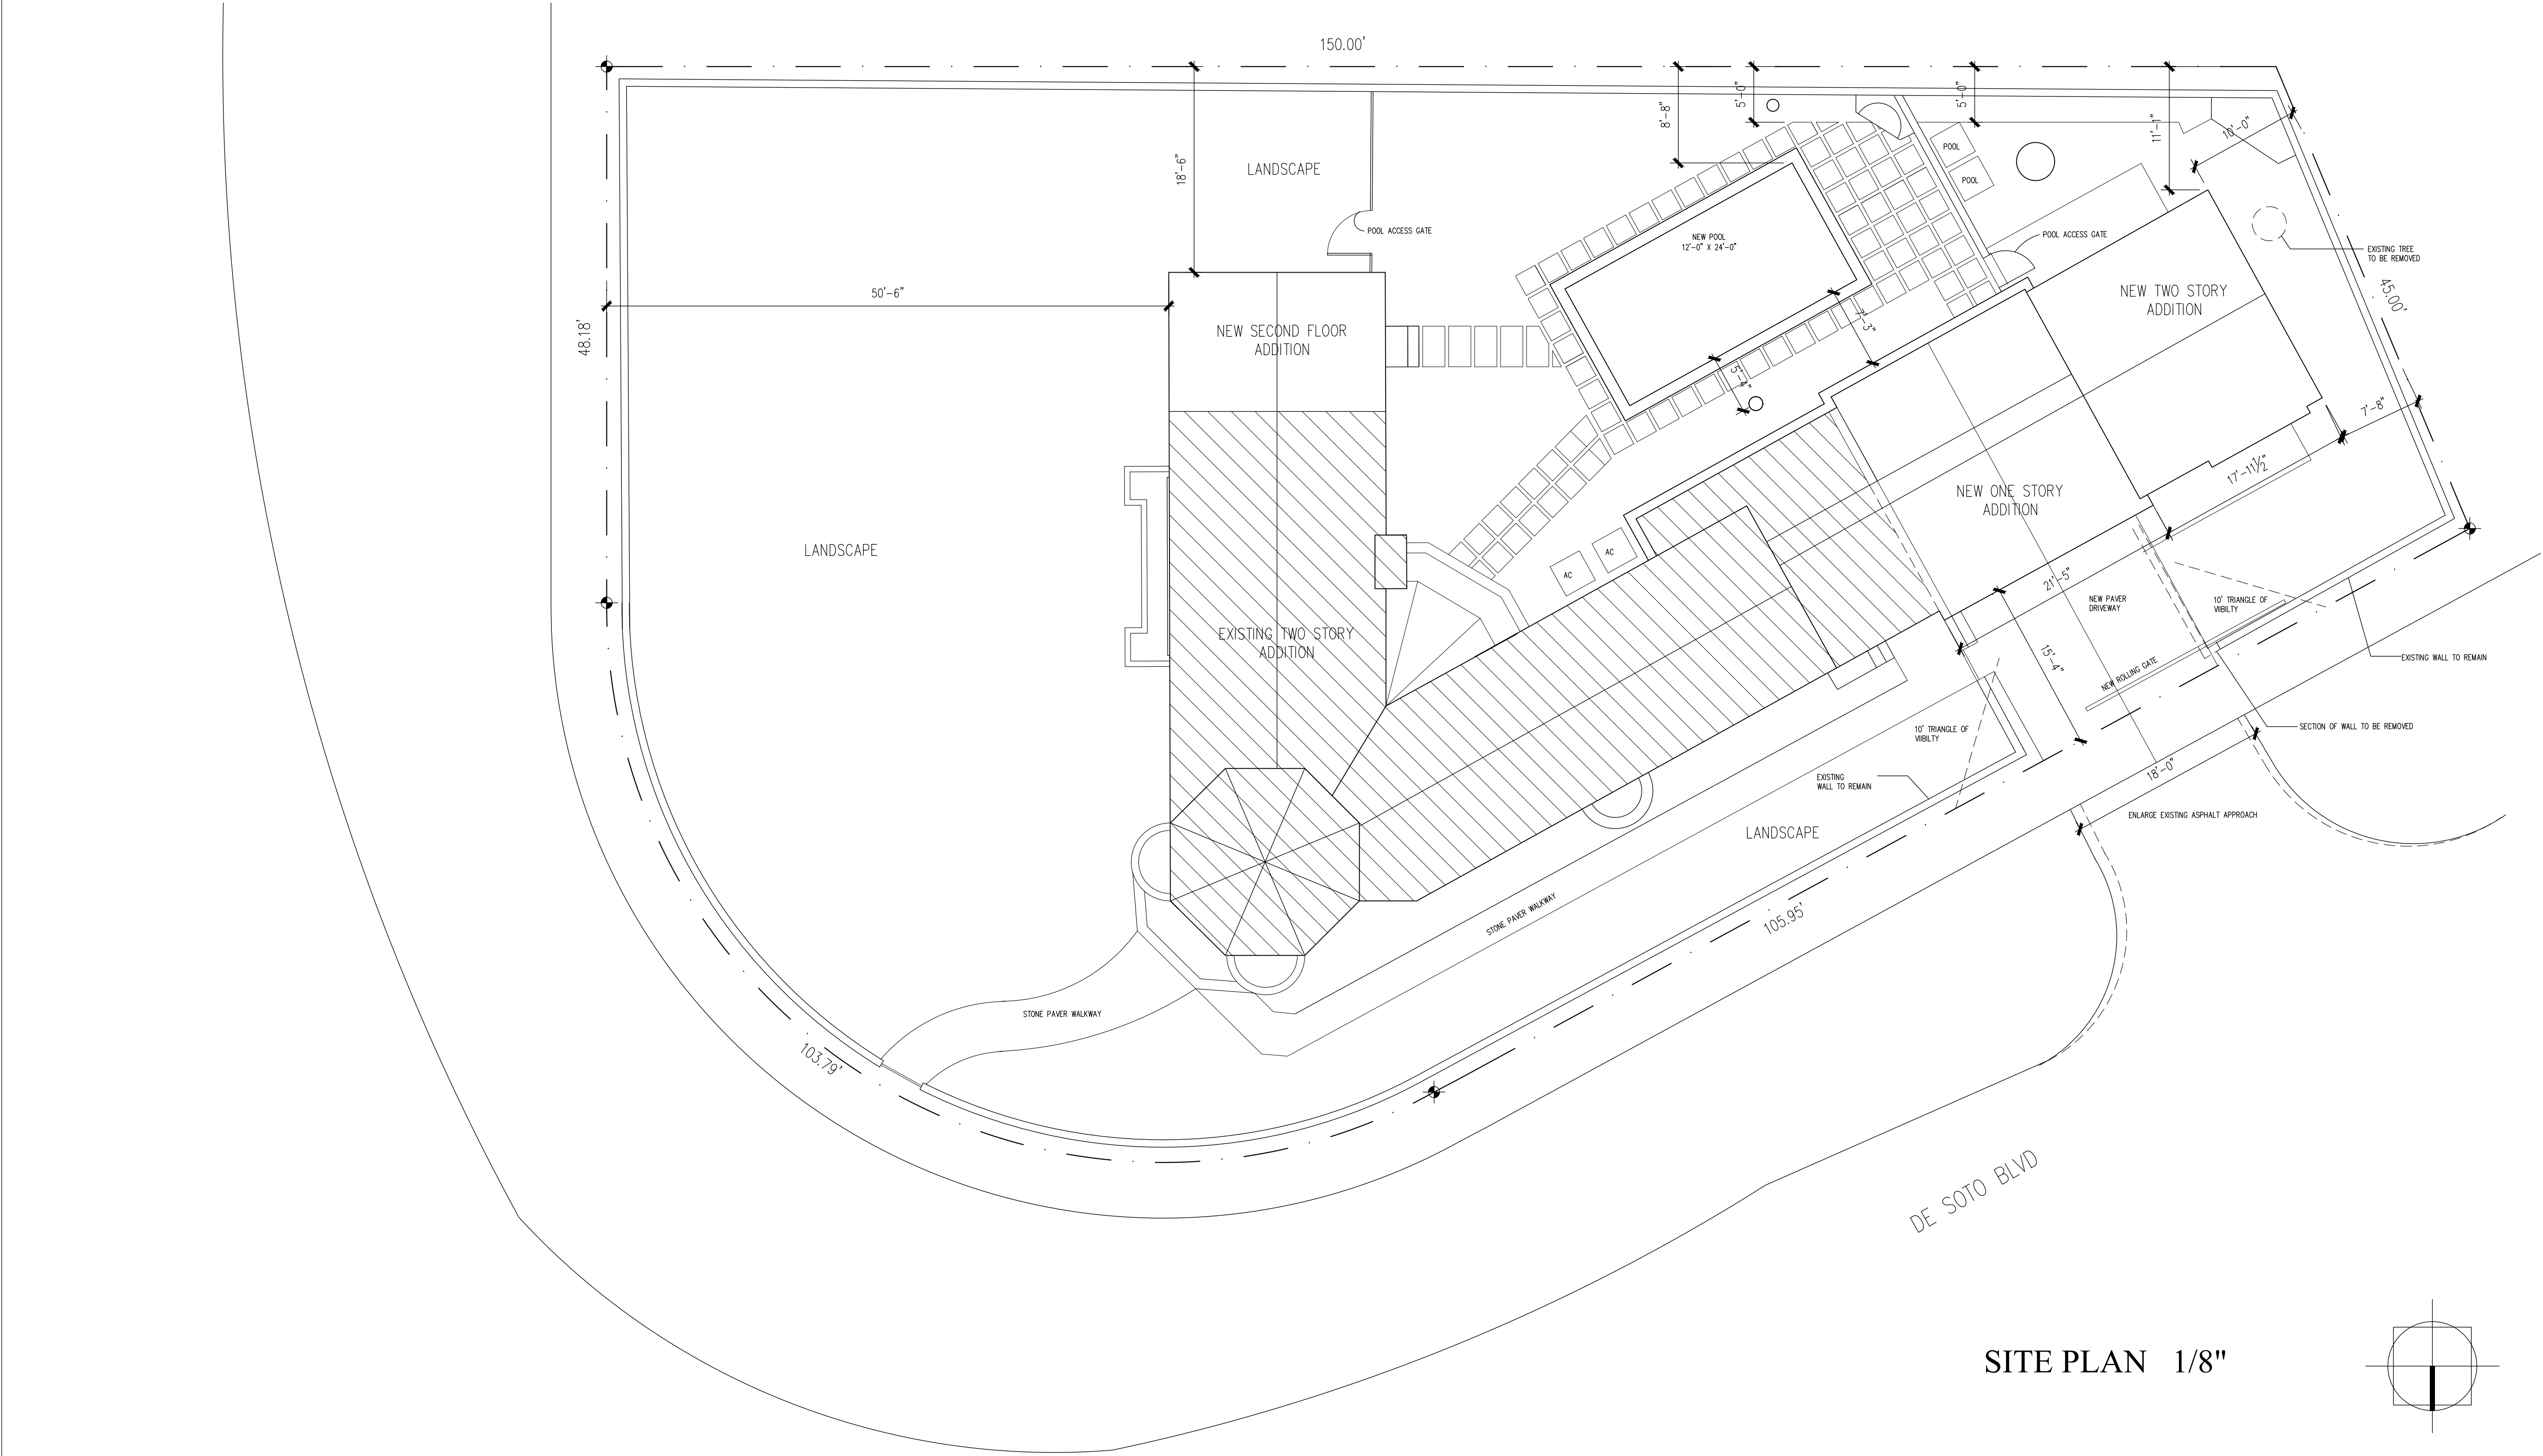 150.00'
18'-6"
8'-8"
5'-0"
5'-0"
11'-1"
10'-0"
LANDSCAPE
POOL ACCESS GATE
POOL
POOL
NEW POOL
12'-0" X 24'-0"
POOL ACCESS GATE
EXISTING TREE
TO BE REMOVED
50'-6"
48.18'
NEW SECOND FLOOR
ADDITION
NEW TWO STORY
ADDITION
45.00'
7'-3"
5'-4"
7'-8"
17'-11½"
NEW ONE STORY
ADDITION
LANDSCAPE
AC
AC
21'-5"
NEW PAVER
DRIVEWAY
10' TRIANGLE OF
VIIBILTY
EXISTING TWO STORY
ADDITION
15'-4"
EXISTING WALL TO REMAIN
NEW ROLLING GATE
SECTION OF WALL TO BE REMOVED
10' TRIANGLE OF
VIIBILTY
18'-0"
EXISTING
WALL TO REMAIN
ENLARGE EXISTING ASPHALT APPROACH
LANDSCAPE
STONE PAVER WALKWAY
105.95'
STONE PAVER WALKWAY
103.79'
DE SOTO BLVD
SITE PLAN 1/8"